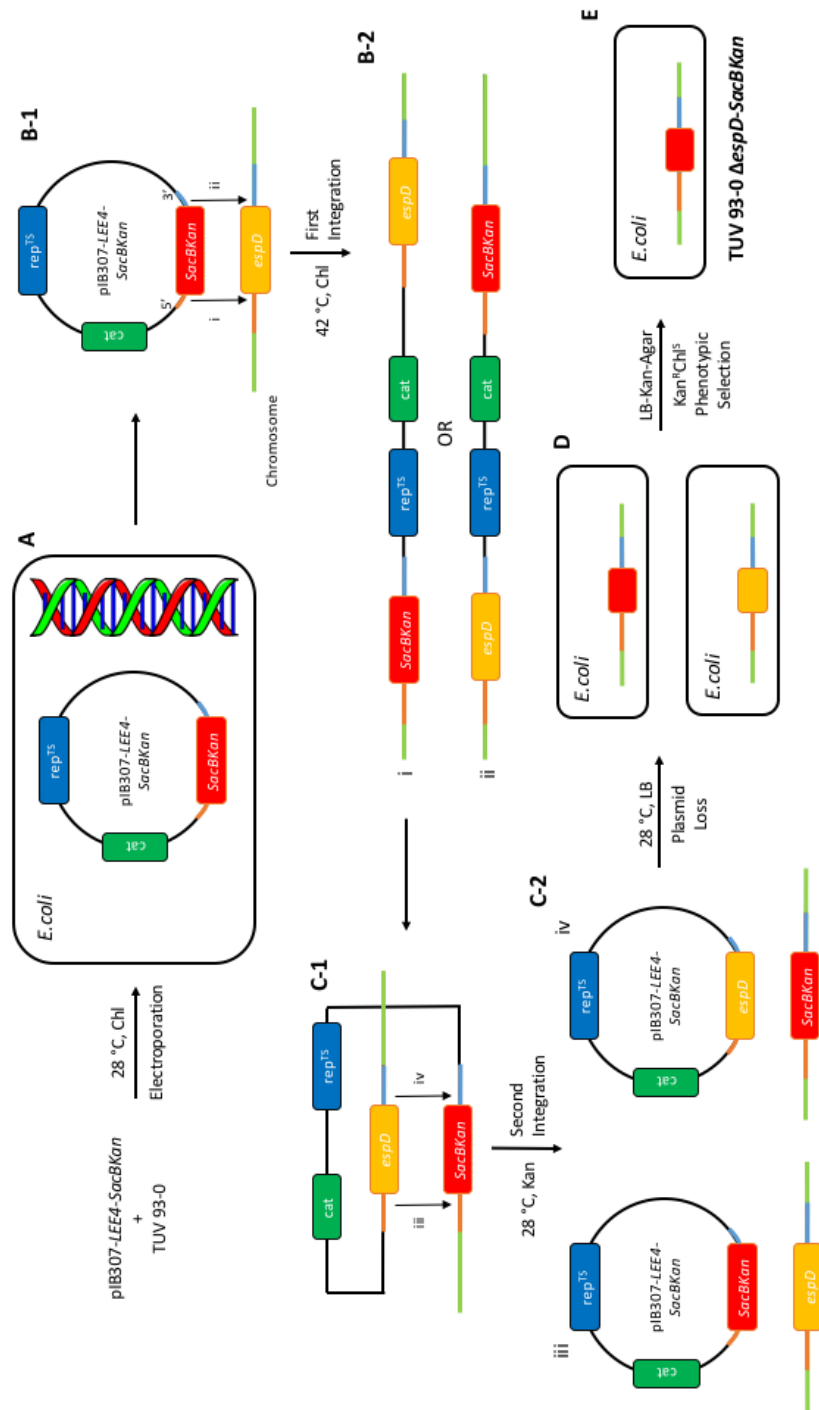 pIB307-LEE4-SacBKan
+
TUV 93-0
28 °C, Chl
Electroporation
A
E.coli
rep^TS
cat
pIB307-LEE4-
SacBKan
SacBKan
B-1
rep^TS
cat
pIB307-LEE4-
SacBKan
5'
3'
SacBKan
i
ii
espD
Chromosome
42 °C, Chl
First
Integration
B-2
i
SacBKan
rep^TS
cat
espD
OR
ii
espD
rep^TS
cat
SacBKan
C-1
cat
rep^TS
espD
iii
iv
SacBKan
28 °C, Kan
Second
Integration
C-2
iii
rep^TS
cat
pIB307-LEE4-
SacBKan
SacBKan
espD
iv
rep^TS
cat
pIB307-LEE4-
SacBKan
espD
SacBKan
28 °C, LB
Plasmid
Loss
D
E.coli
E.coli
LB-Kan-Agar
Kan^RChl^S
Phenotypic
Selection
E
E.coli
TUV 93-0 ΔespD-SacBKan